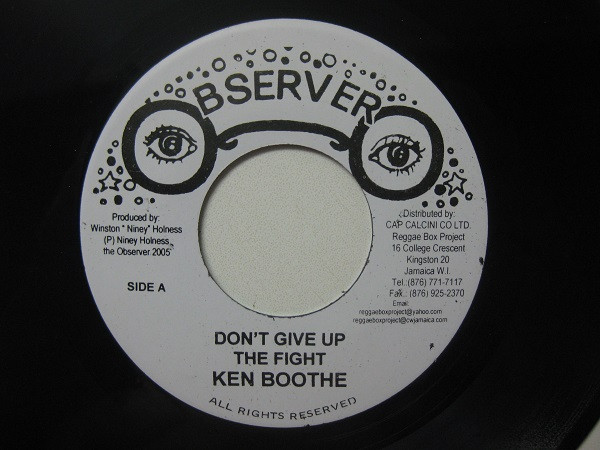 OBSERVER
Produced by:
Winston " Niney" Holness
(P) Niney Holness
the Observer 2005
SIDE A
Distributed by:
CAP CALCINI CO LTD.
Reggae Box Project
16 College Crescent
Kingston 20
Jamaica W.I.
Tel.:(876) 771-7117
Fax.: (876) 925-2370
Email:
reggaeboxproject@yahoo.com
reggaeboxproject@cwjamaica.com
DON'T GIVE UP
THE FIGHT
KEN BOOTHE
ALL RIGHTS RESERVED